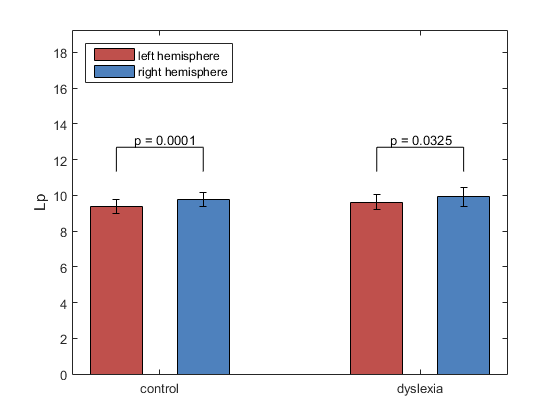 18
16
14
12
10
8
6
4
2
0
Lp
left hemisphere
right hemisphere
p = 0.0001
p = 0.0325
control
dyslexia